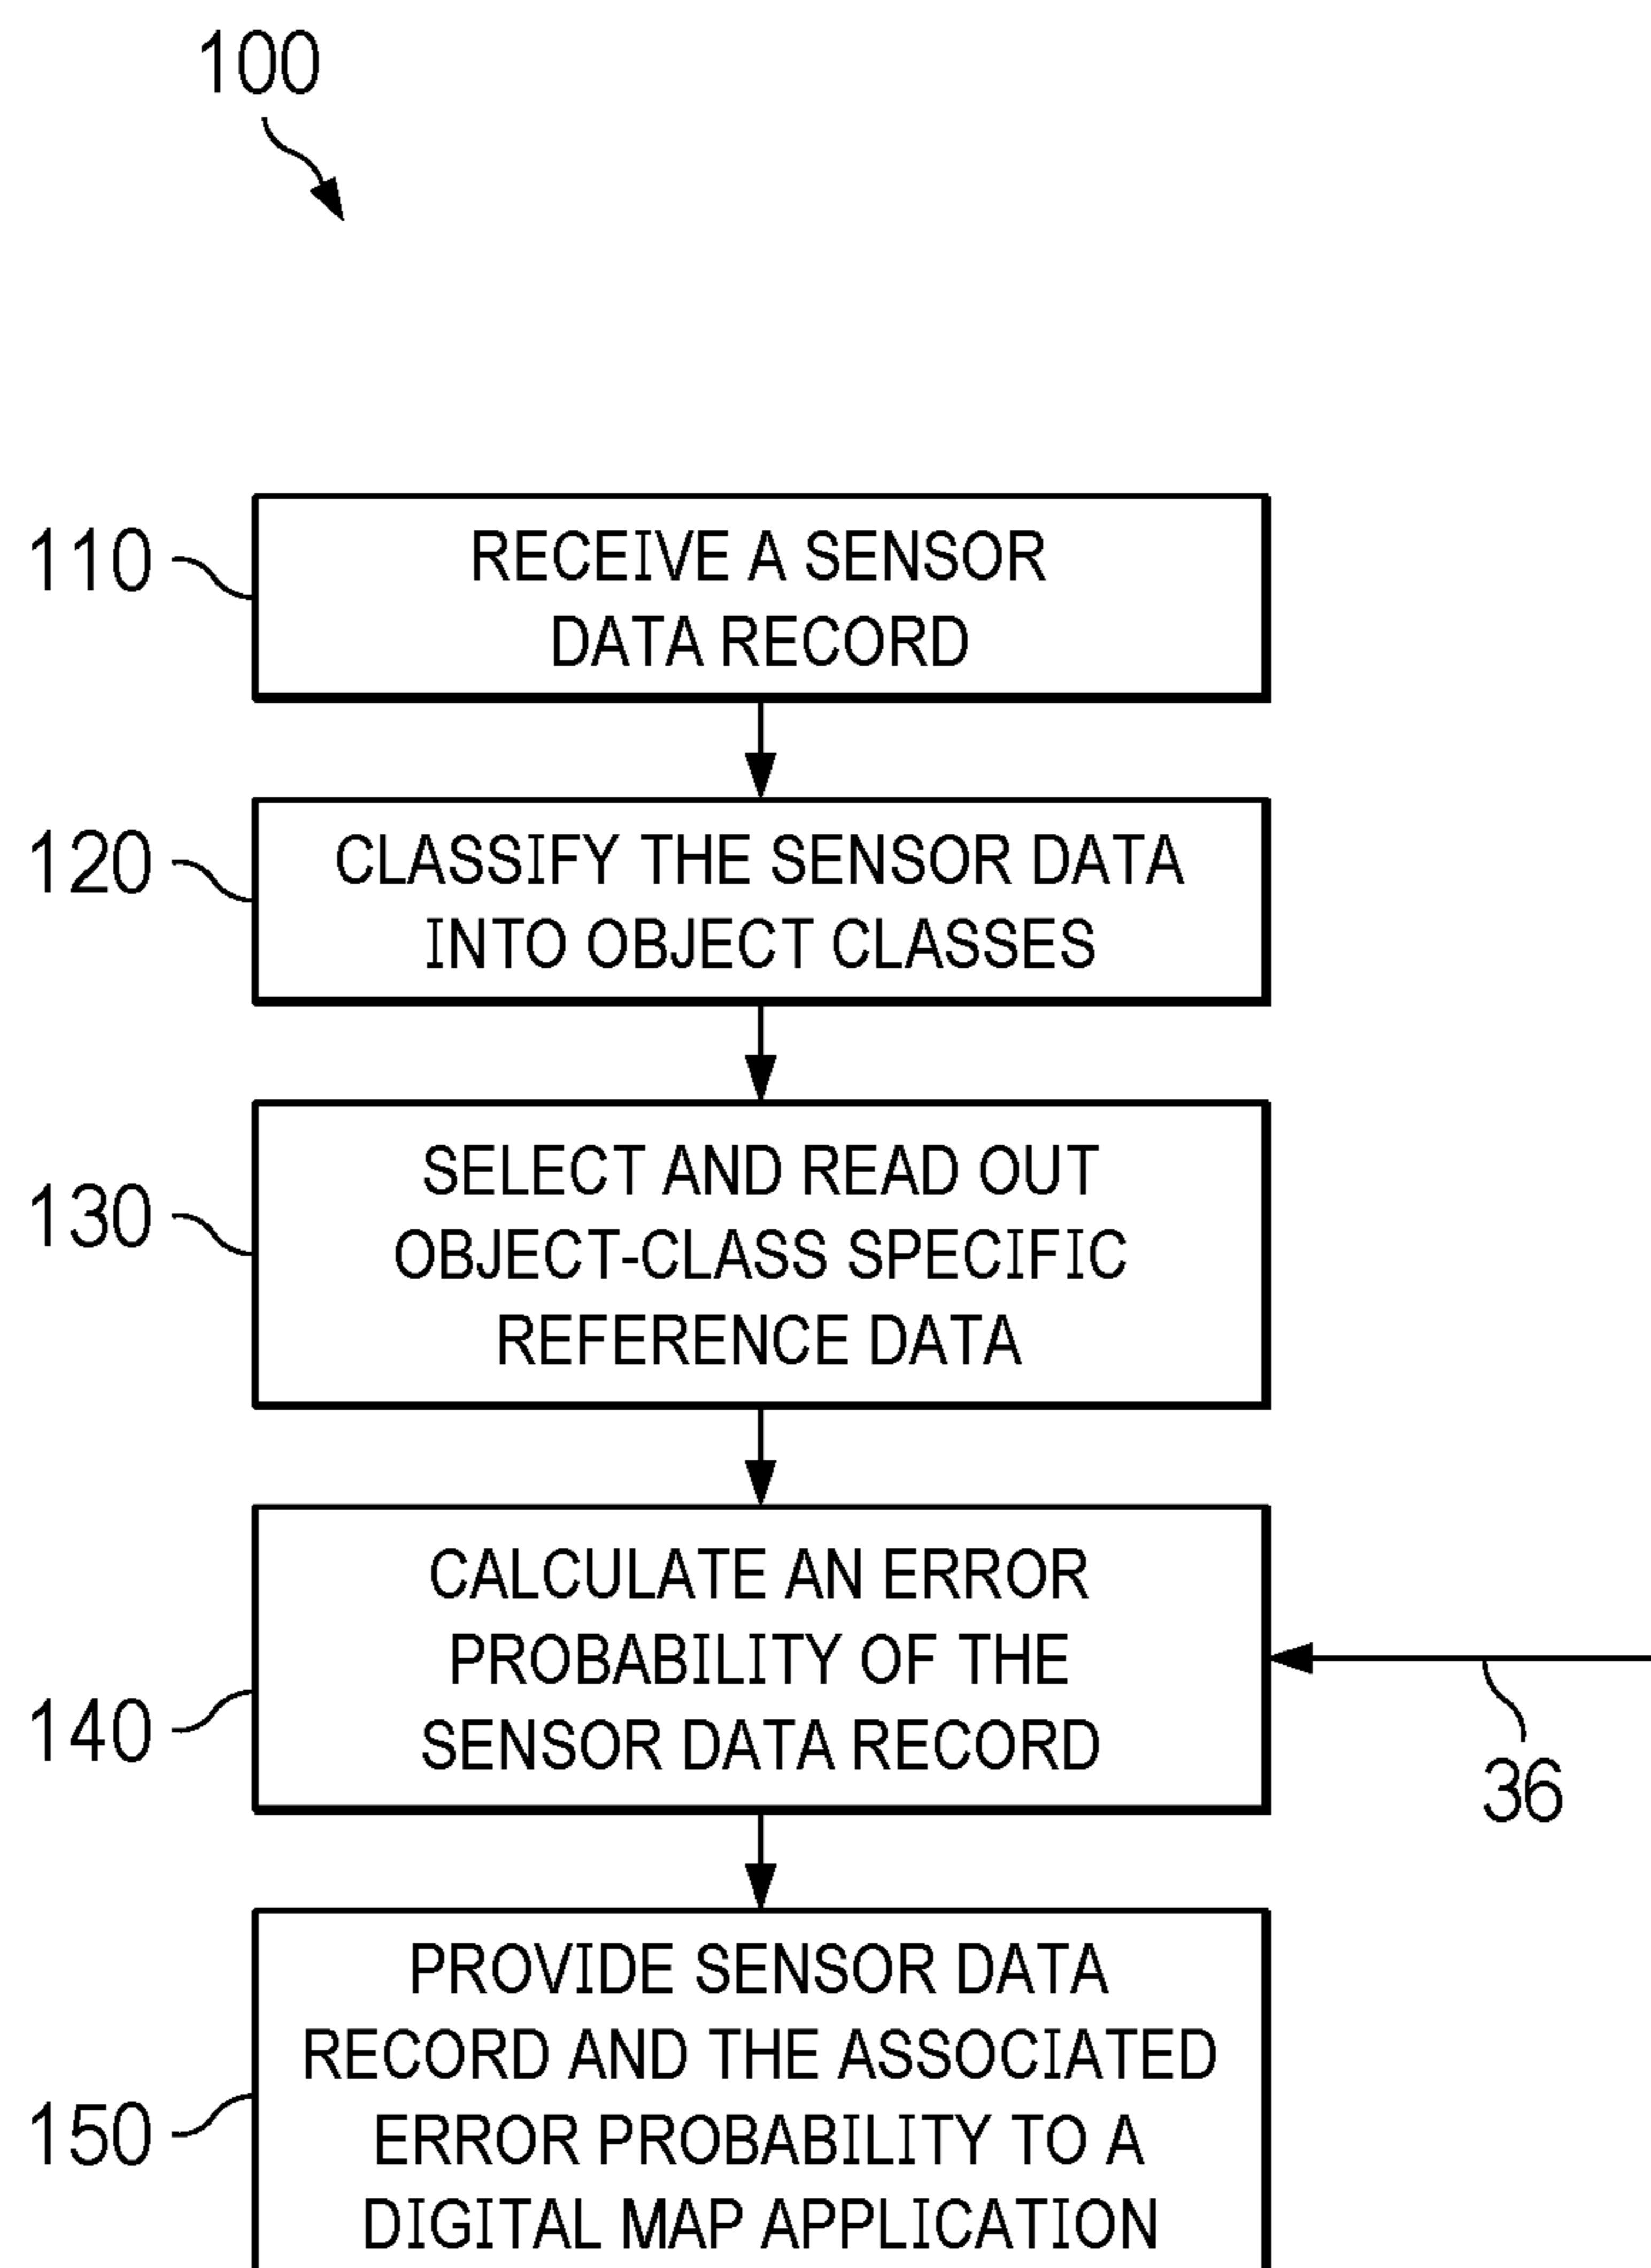 100
110
RECEIVE A SENSOR
DATA RECORD
120
CLASSIFY THE SENSOR DATA
INTO OBJECT CLASSES
130
SELECT AND READ OUT
OBJECT-CLASS SPECIFIC
REFERENCE DATA
140
CALCULATE AN ERROR
PROBABILITY OF THE
SENSOR DATA RECORD
36
150
PROVIDE SENSOR DATA
RECORD AND THE ASSOCIATED
ERROR PROBABILITY TO A
DIGITAL MAP APPLICATION